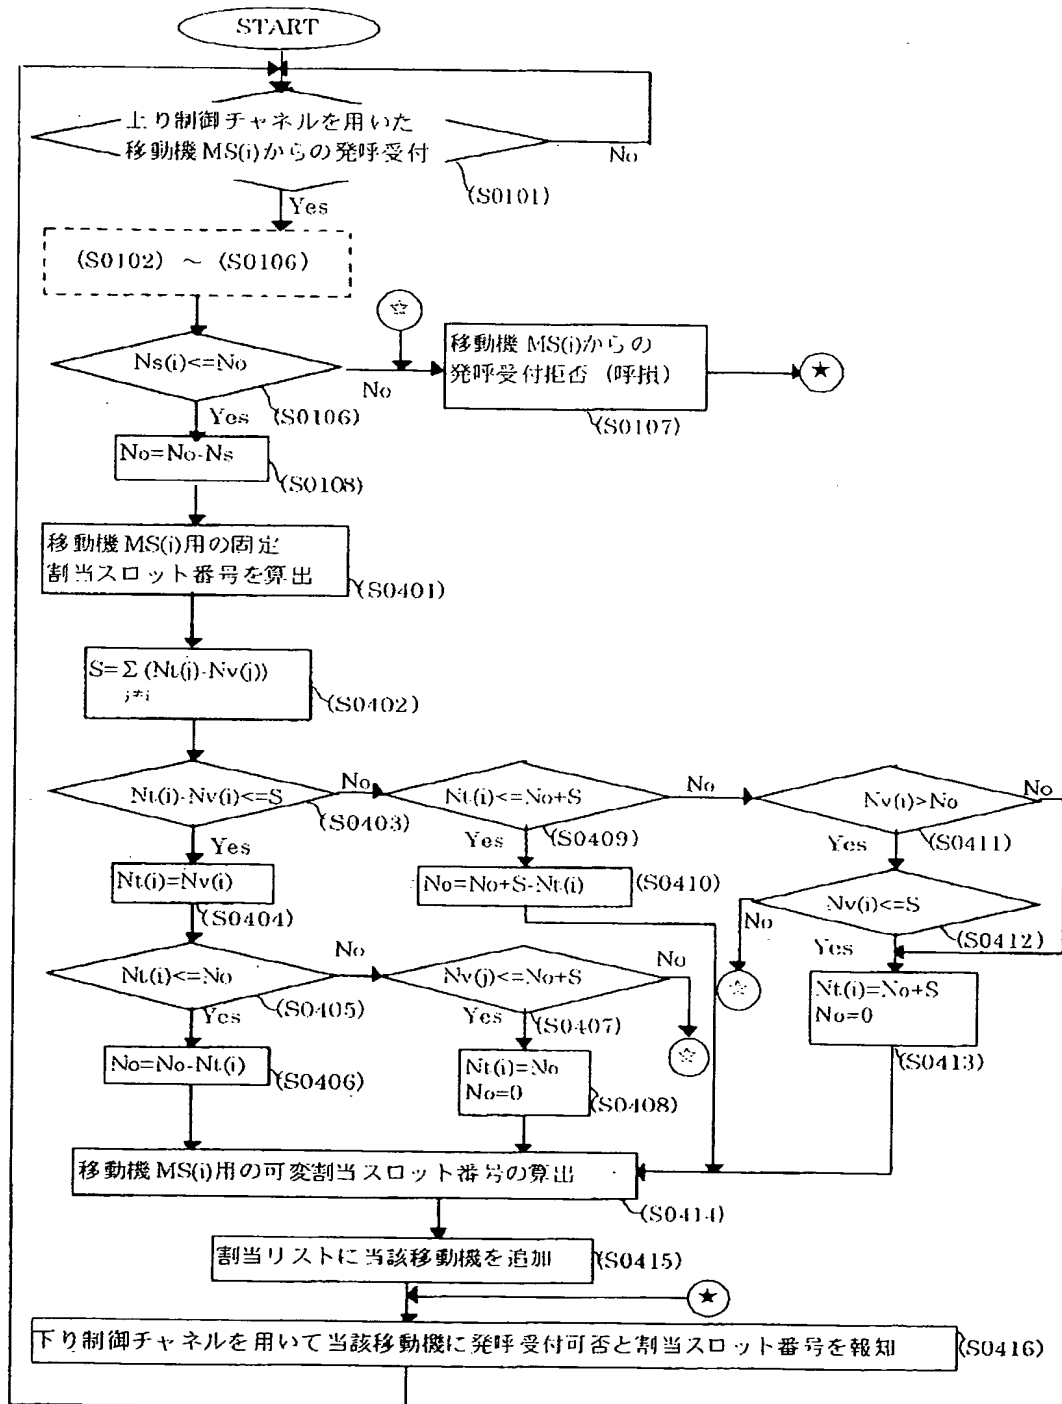 START
上り制御チャネルを用いた
移動機 MS(i)からの発呼受付
No
(S0101)
Yes
(S0102) ～ (S0106)
☆
Ns(i)<=No
No
(S0106)
Yes
移動機 MS(i)からの
発呼受付拒否 (呼損)
(S0107)
★
No=No-Ns
(S0108)
移動機 MS(i)用の固定
割当スロット番号を算出
(S0401)
S=Σ (Nt(j)-Nv(j))
j≠i
(S0402)
Nt(i)-Nv(i)<=S
No
(S0403)
Yes
Nt(i)<=No+S
No
(S0409)
Yes
Nv(i)>No
No
(S0411)
Yes
Nt(i)=Nv(i)
(S0404)
No=No+S-Nt(i)
(S0410)
Nv(i)<=S
No
(S0412)
Yes
☆
Nt(i)<=No
No
(S0405)
Yes
Nv(j)<=No+S
No
(S0407)
Yes
☆
Nt(i)=No+S
No=0
(S0413)
No=No-Nt(i)
(S0406)
Nt(i)=No
No=0
(S0408)
移動機 MS(i)用の可変割当スロット番号の算出
(S0414)
割当リストに当該移動機を追加
(S0415)
★
下り制御チャネルを用いて当該移動機に発呼受付可否と割当スロット番号を報知
(S0416)